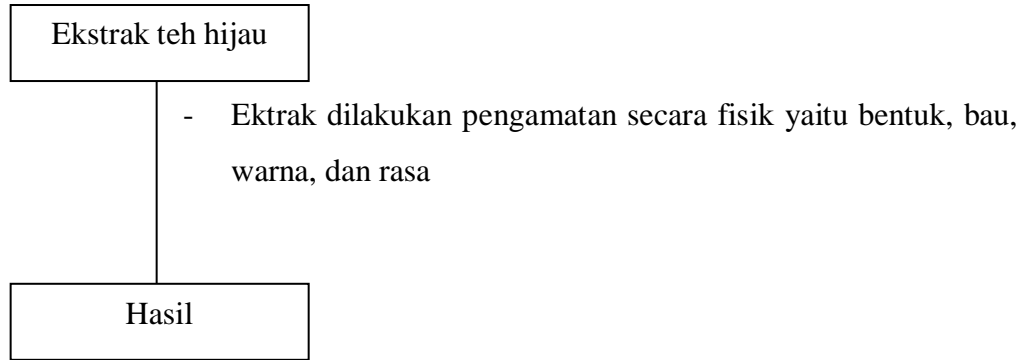 Ekstrak teh hijau
- Ektrak dilakukan pengamatan secara fisik yaitu bentuk, bau,
warna, dan rasa
Hasil